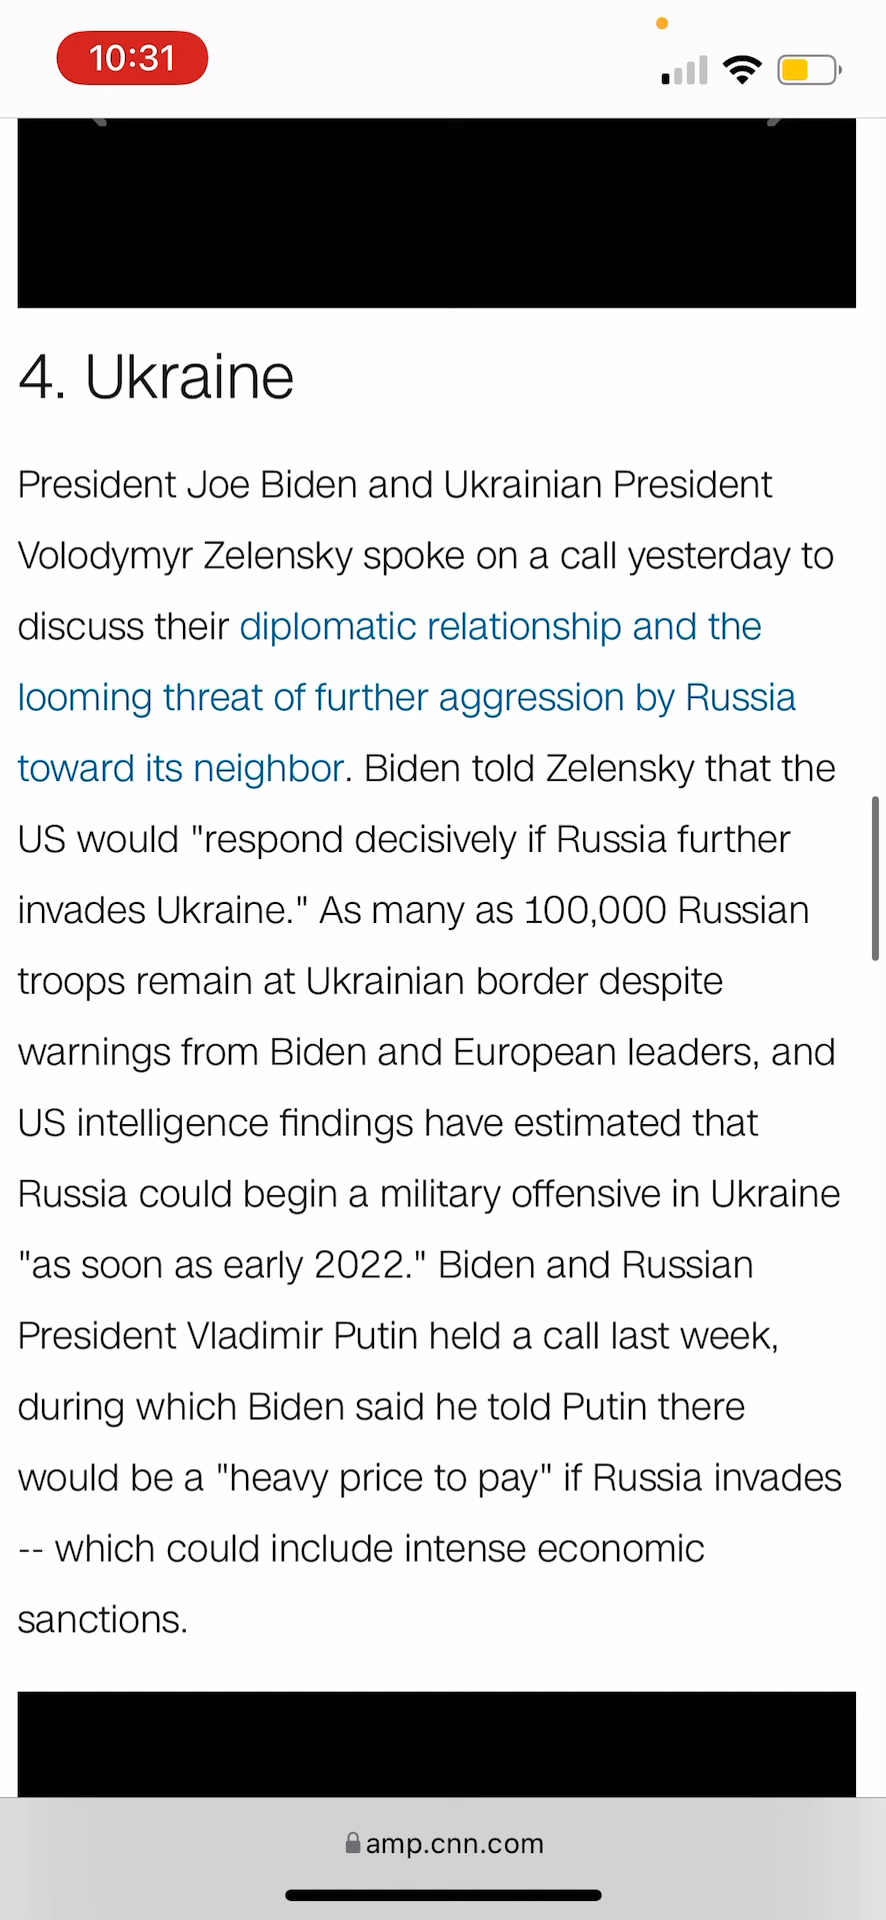 10:31
4. Ukraine
President Joe Biden and Ukrainian President
Volodymyr Zelensky spoke on a call yesterday to
discuss their diplomatic relationship and the
looming threat of further aggression by Russia
toward its neighbor. Biden told Zelensky that the
US would "respond decisively if Russia further
invades Ukraine." As many as 100,000 Russian
troops remain at Ukrainian border despite
warnings from Biden and European leaders, and
US intelligence findings have estimated that
Russia could begin a military offensive in Ukraine
"as soon as early 2022." Biden and Russian
President Vladimir Putin held a call last week,
during which Biden said he told Putin there
would be a "heavy price to pay" if Russia invades
-- which could include intense economic
sanctions.
amp.cnn.com